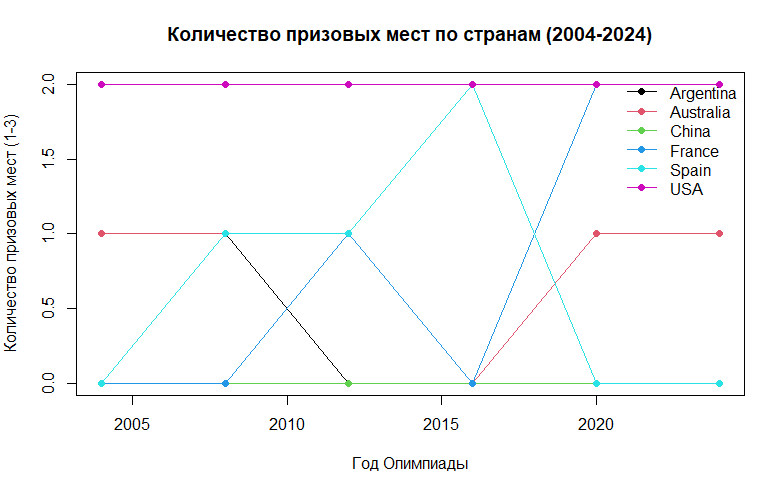 Количество призовых мест по странам (2004-2024)
Количество призовых мест (1-3)
2.0
1.5
1.0
0.5
0.0
Argentina
Australia
China
France
Spain
USA
2005
2010
2015
2020
Год Олимпиады